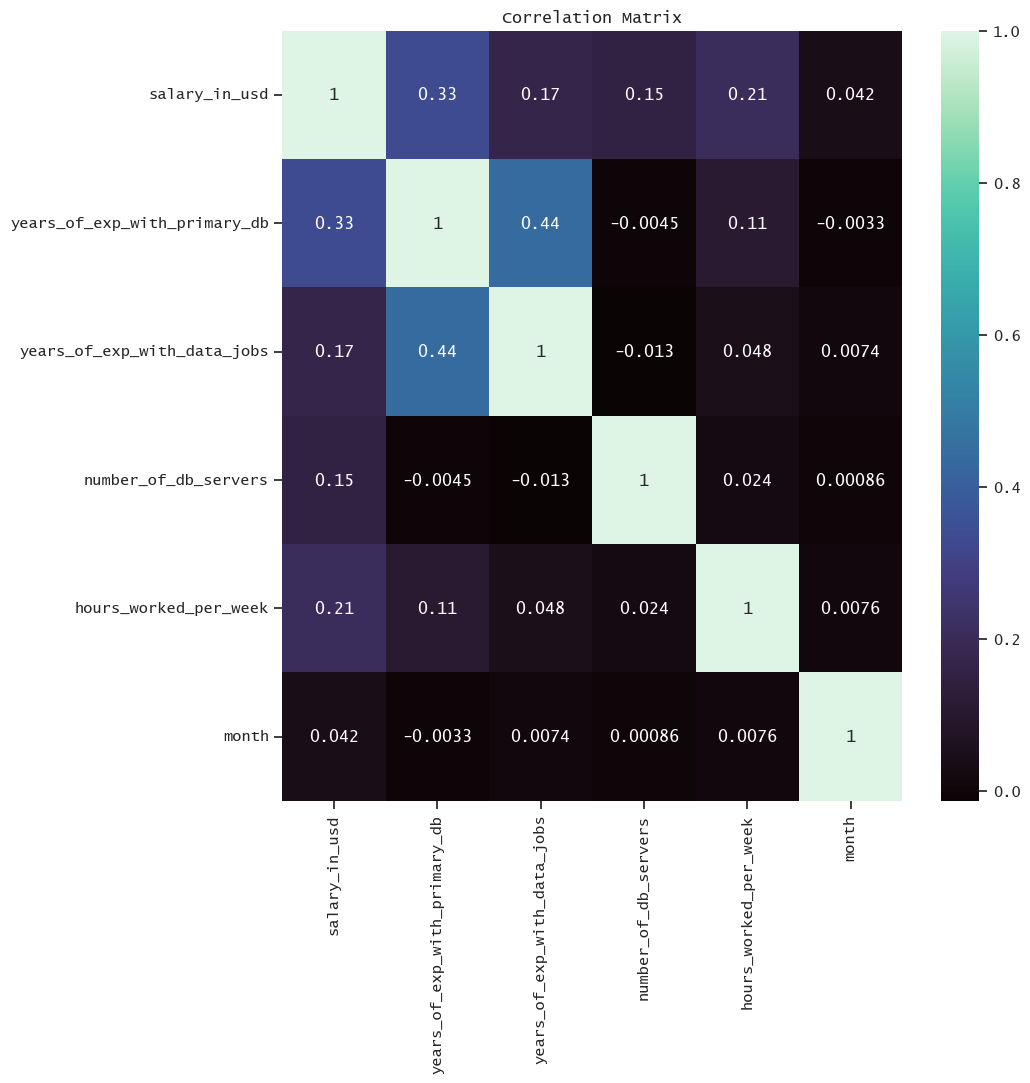 Correlation Matrix
salary_in_usd 1 0.33 0.17 0.15 0.21 0.042
years_of_exp_with_primary_db 0.33 1 0.44 -0.0045 0.11 -0.0033
years_of_exp_with_data_jobs 0.17 0.44 1 -0.013 0.048 0.0074
number_of_db_servers 0.15 -0.0045 -0.013 1 0.024 0.00086
hours_worked_per_week 0.21 0.11 0.048 0.024 1 0.0076
month 0.042 -0.0033 0.0074 0.00086 0.0076 1
salary_in_usd
years_of_exp_with_primary_db
years_of_exp_with_data_jobs
number_of_db_servers
hours_worked_per_week
month
1.0
0.8
0.6
0.4
0.2
0.0